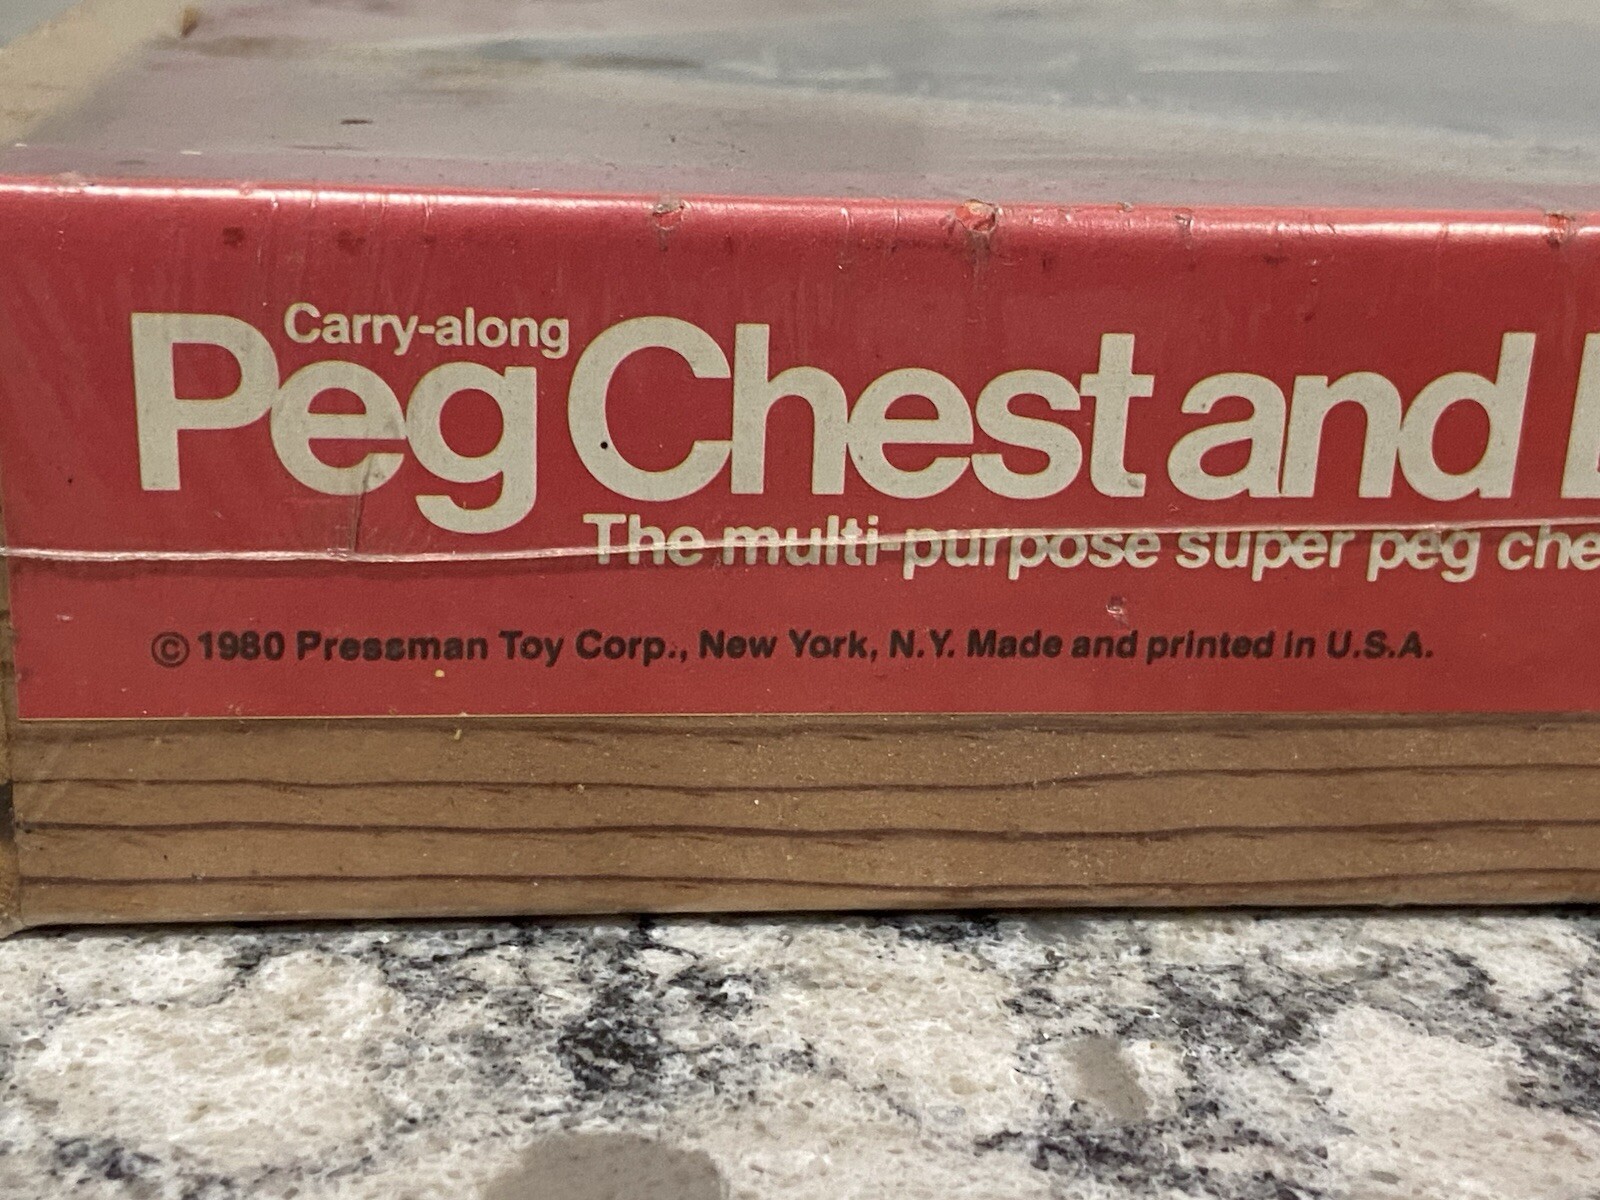 Carry-along
Peg Chest and
The multi-purpose super peg che
© 1980 Pressman Toy Corp., New York, N.Y. Made and printed in U.S.A.